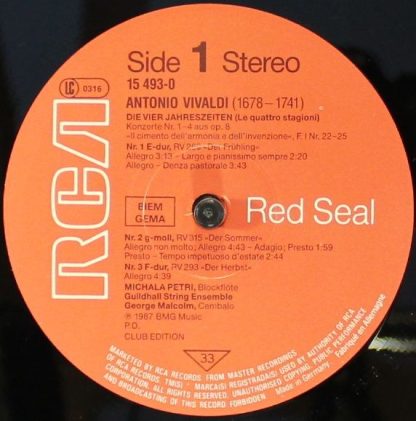 Side 1 Stereo
LC 0316
15 493-0
ANTONIO VIVALDI (1678–1741)
DIE VIER JAHRESZEITEN (Le quattro stagioni)
Konzerte Nr. 1–4 aus op. 8
«Il cimento dell'armonia e dell'invenzione», F. I Nr. 22–25
Nr. 1 E-dur, RV 269 «Der Frühling»
Allegro 3:13 – Largo e pianissimo sempre 2:20
Allegro – Danza pastorale 3:43
RCA
BIEM
GEMA
Red Seal
Nr. 2 g-moll, RV 315 «Der Sommer»
Allegro non molto; Allegro 4:43 – Adagio; Presto 1:59
Presto – Tempo impetuoso d'estate 2:44
Nr. 3 F-dur, RV 293 «Der Herbst»
Allegro 4:39
MICHALA PETRI, Blockflöte
Guildhall String Ensemble
George Malcolm, Cembalo
℗ 1987 BMG Music
P.D.
CLUB EDITION
33
MARKETED BY RCA RECORDS FROM MASTER RECORDINGS
OF RCA RECORDS. TM(S) MARCA(S) REGISTRADA(S) USED BY AUTHORITY OF RCA
CORPORATION. ALL RIGHTS RESERVED. UNAUTHORISED COPYING, PUBLIC PERFORMANCE
AND BROADCASTING OF THIS RECORD FORBIDDEN
Made in Germany
Fabriqué en Allemagne